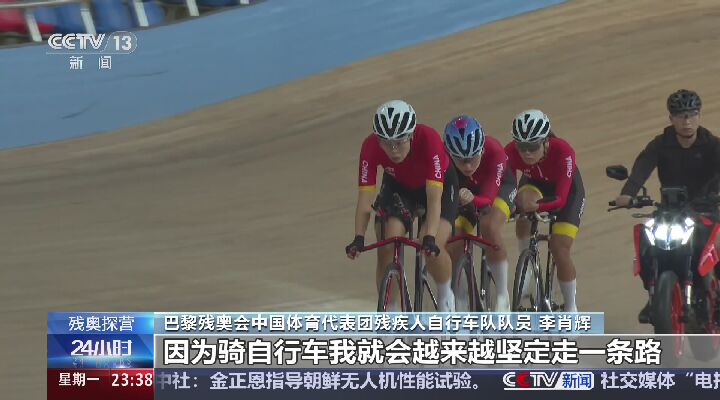 CCTV 13
新闻
CHINA
CHINA
CHINA
残奥探营
巴黎残奥会中国体育代表团残疾人自行车队队员 李肖辉
24小时
因为骑自行车我就会越来越坚定走一条路
星期一 23:38
中社：金正恩指导朝鲜无人机性能试验。 CCTV新闻 社交媒体“电报